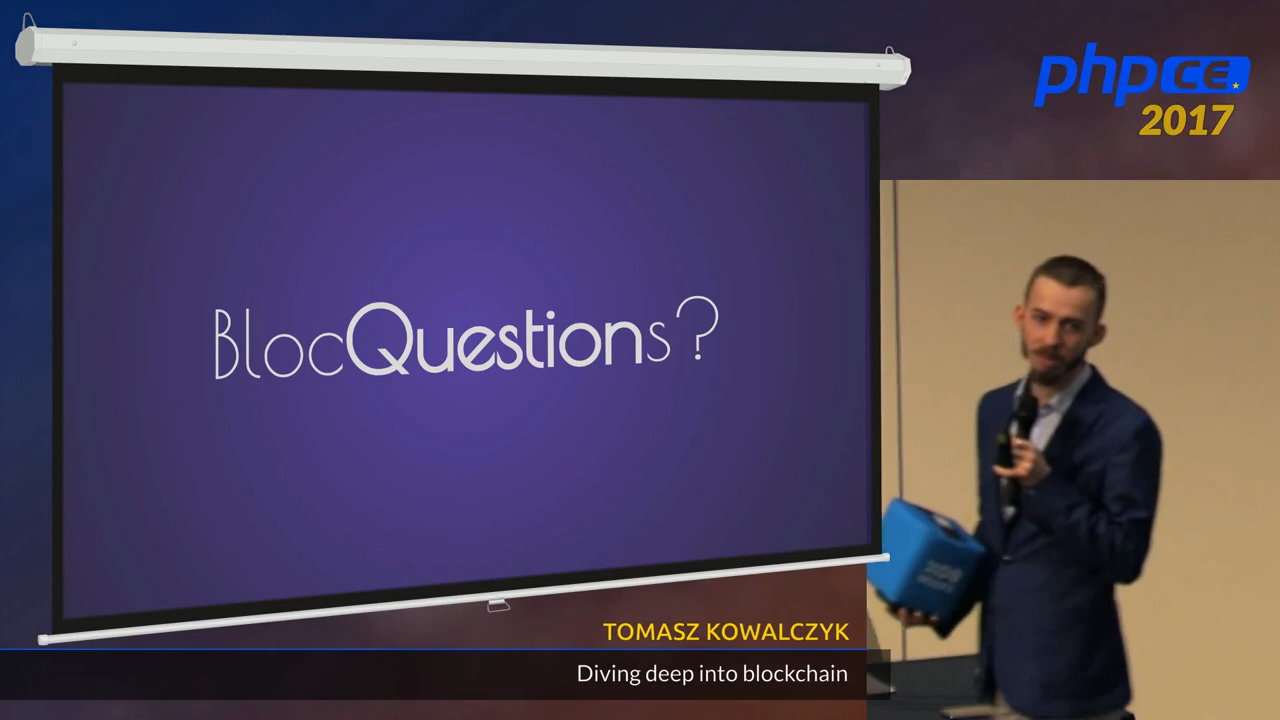 phpCE
2017
BlocQuestions?
TOMASZ KOWALCZYK
Diving deep into blockchain